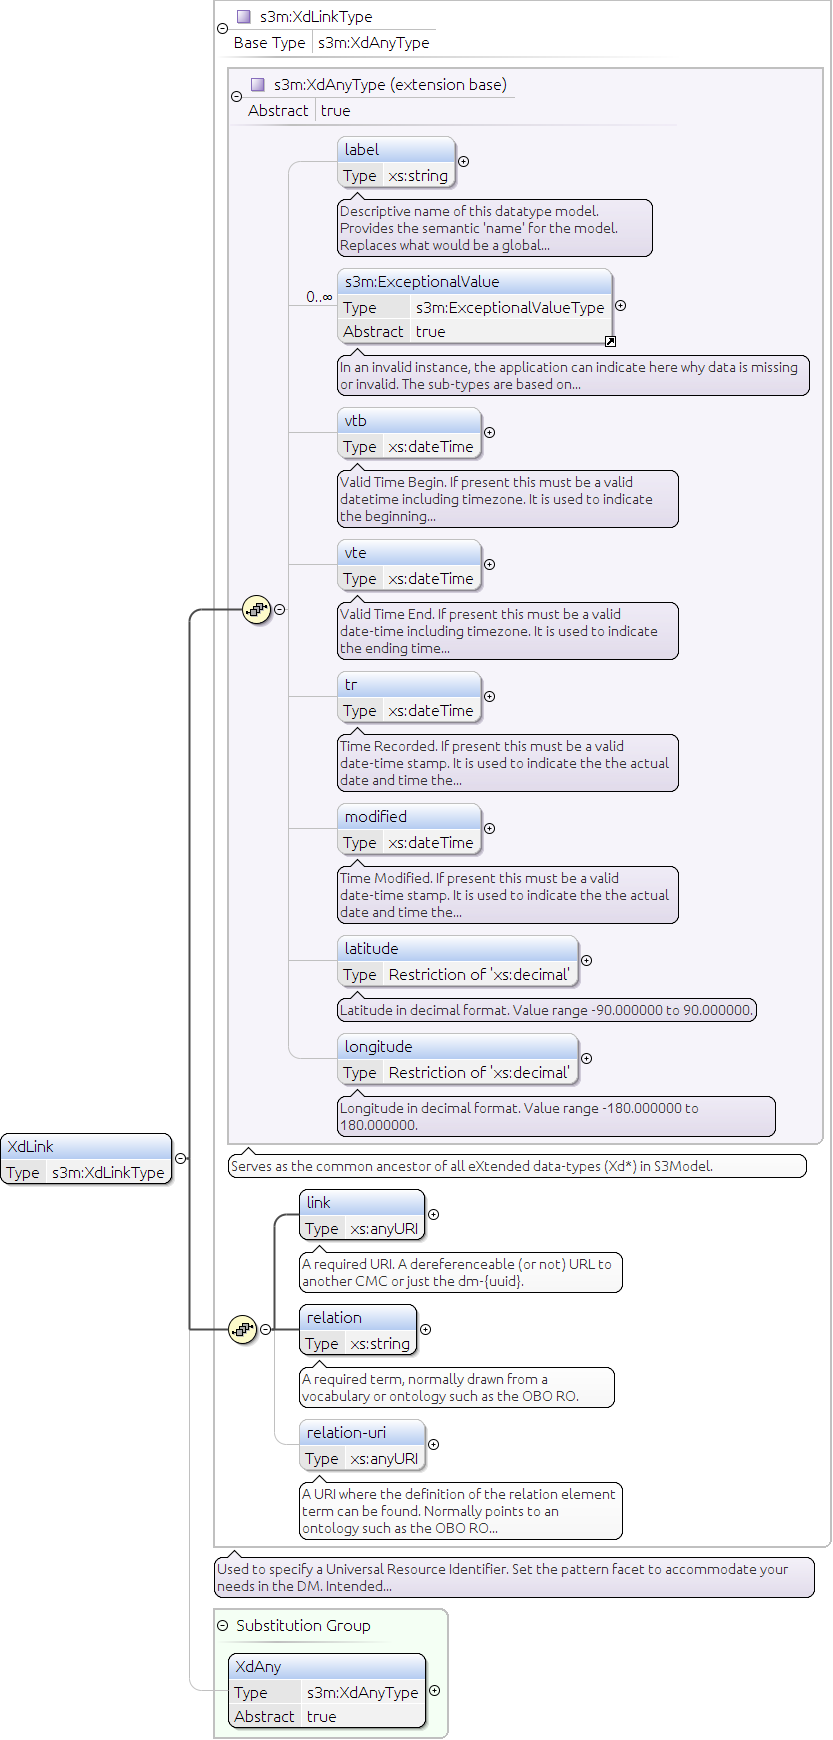 s3m:XdLinkType
Base Type s3m:XdAnyType
s3m:XdAnyType (extension base)
Abstract true
label
Type xs:string
Descriptive name of this datatype model.
Provides the semantic 'name' for the model.
Replaces what would be a global...
s3m:ExceptionalValue
0..∞
Type s3m:ExceptionalValueType
Abstract true
In an invalid instance, the application can indicate here why data is missing
or invalid. The sub-types are based on...
vtb
Type xs:dateTime
Valid Time Begin. If present this must be a valid
datetime including timezone. It is used to indicate
the beginning...
vte
Type xs:dateTime
Valid Time End. If present this must be a valid
date-time including timezone. It is used to indicate
the ending time...
tr
Type xs:dateTime
Time Recorded. If present this must be a valid
date-time stamp. It is used to indicate the the actual
date and time the...
modified
Type xs:dateTime
Time Modified. If present this must be a valid
date-time stamp. It is used to indicate the the actual
date and time the...
latitude
Type Restriction of 'xs:decimal'
Latitude in decimal format. Value range -90.000000 to 90.000000.
longitude
Type Restriction of 'xs:decimal'
Longitude in decimal format. Value range -180.000000 to
180.000000.
XdLink
Type s3m:XdLinkType
Serves as the common ancestor of all eXtended data-types (Xd*) in S3Model.
link
Type xs:anyURI
A required URI. A dereferenceable (or not) URL to
another CMC or just the dm-{uuid}.
relation
Type xs:string
A required term, normally drawn from a
vocabulary or ontology such as the OBO RO.
relation-uri
Type xs:anyURI
A URI where the definition of the relation element
term can be found. Normally points to an
ontology such as the OBO RO...
Used to specify a Universal Resource Identifier. Set the pattern facet to accommodate your
needs in the DM. Intended...
Substitution Group
XdAny
Type s3m:XdAnyType
Abstract true